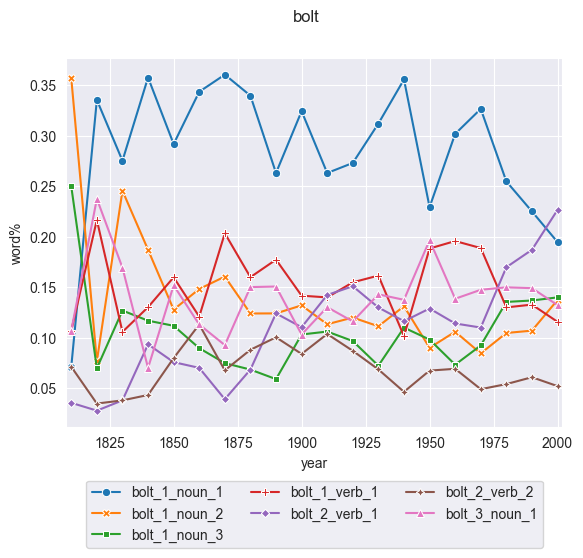 bolt
0.35
0.30
0.25
0.20
0.15
0.10
0.05
word%
1825 1850 1875 1900 1925 1950 1975 2000
year
bolt_1_noun_1 bolt_1_verb_1 bolt_2_verb_2
bolt_1_noun_2 bolt_2_verb_1 bolt_3_noun_1
bolt_1_noun_3